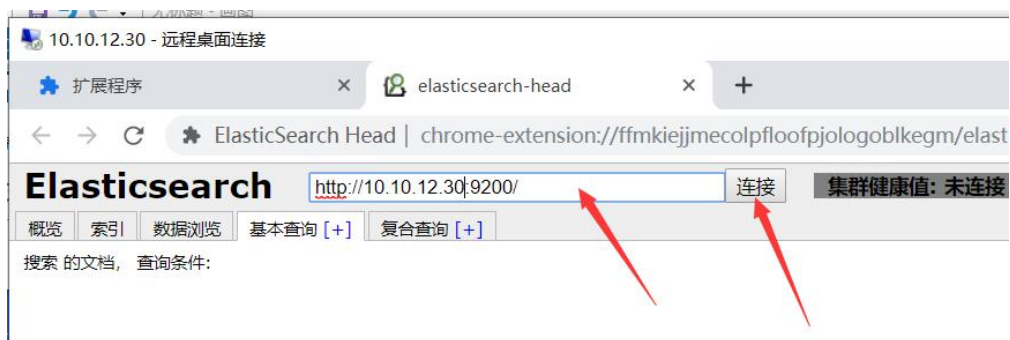 10.10.12.30 - 远程桌面连接
扩展程序 × elasticsearch-head × +
ElasticSearch Head | chrome-extension://ffmkiejjmecolpfloofpjologoblkegm/elast
Elasticsearch http://10.10.12.30:9200/ 连接 集群健康值: 未连接
概览 索引 数据浏览 基本查询 [+] 复合查询 [+]
搜索 的文档, 查询条件: